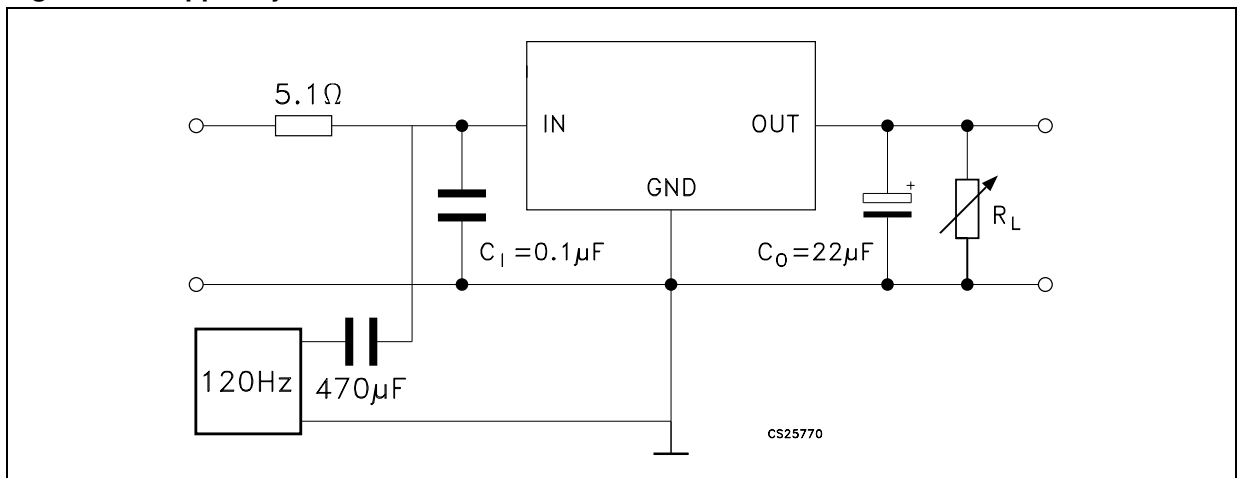 5.1Ω
IN
OUT
GND
+
R_L
C_I =0.1µF
C_O=22µF
120Hz
470µF
CS25770